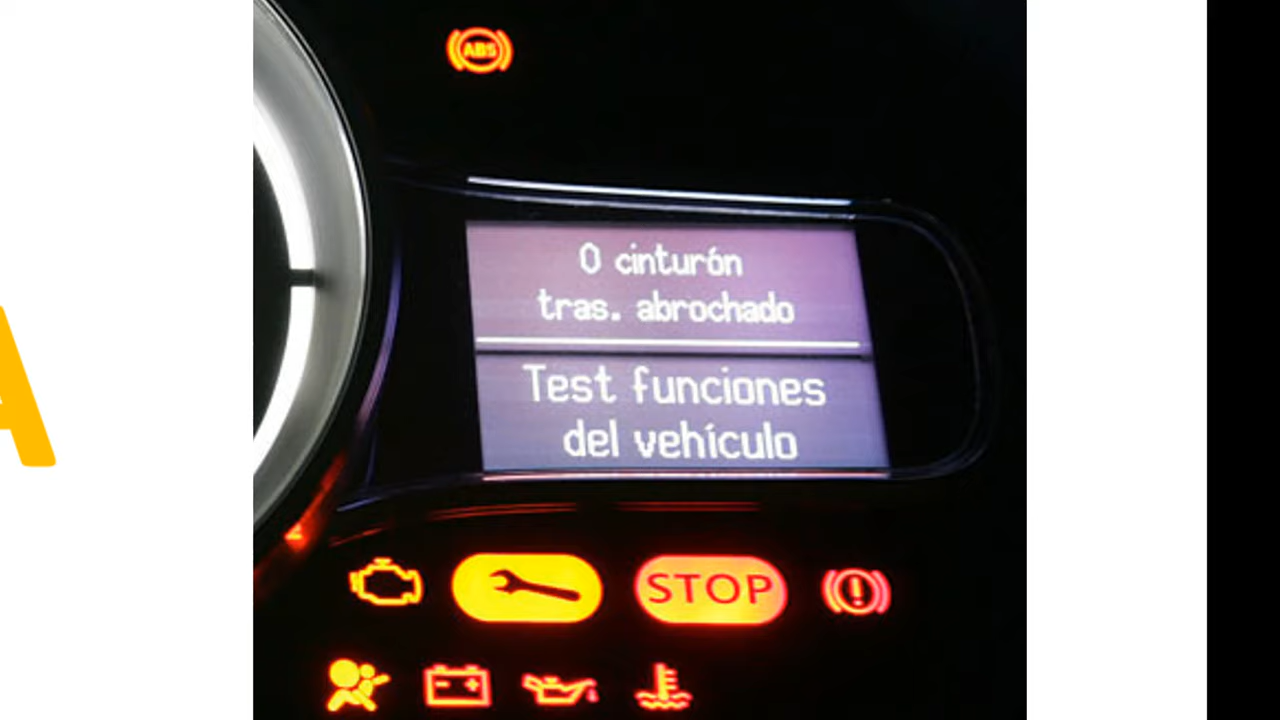 A
ABS
0 cinturón
tras. abrochado
Test funciones
del vehículo
STOP